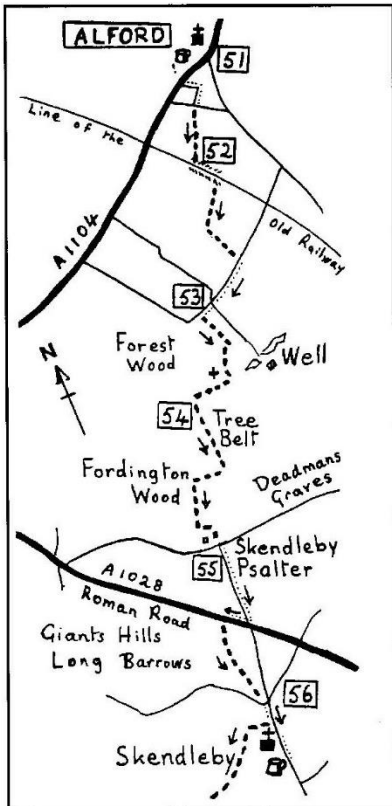 ALFORD
51
Line of the
52
Old Railway
A1104
53
Forest
Wood
Well
N
54
Tree
Belt
Fordington
Wood
Deadmans
Graves
Skendleby
Psalter
55
A1028
Roman Road
Giants Hills
Long Barrows
56
Skendleby